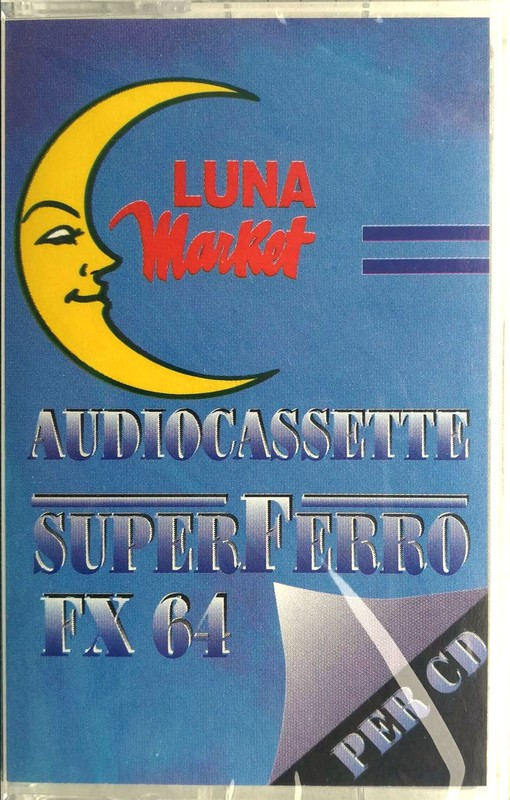 LUNA
Market
AUDIOCASSETTE
SUPERFERRO
FX 64
PER CD